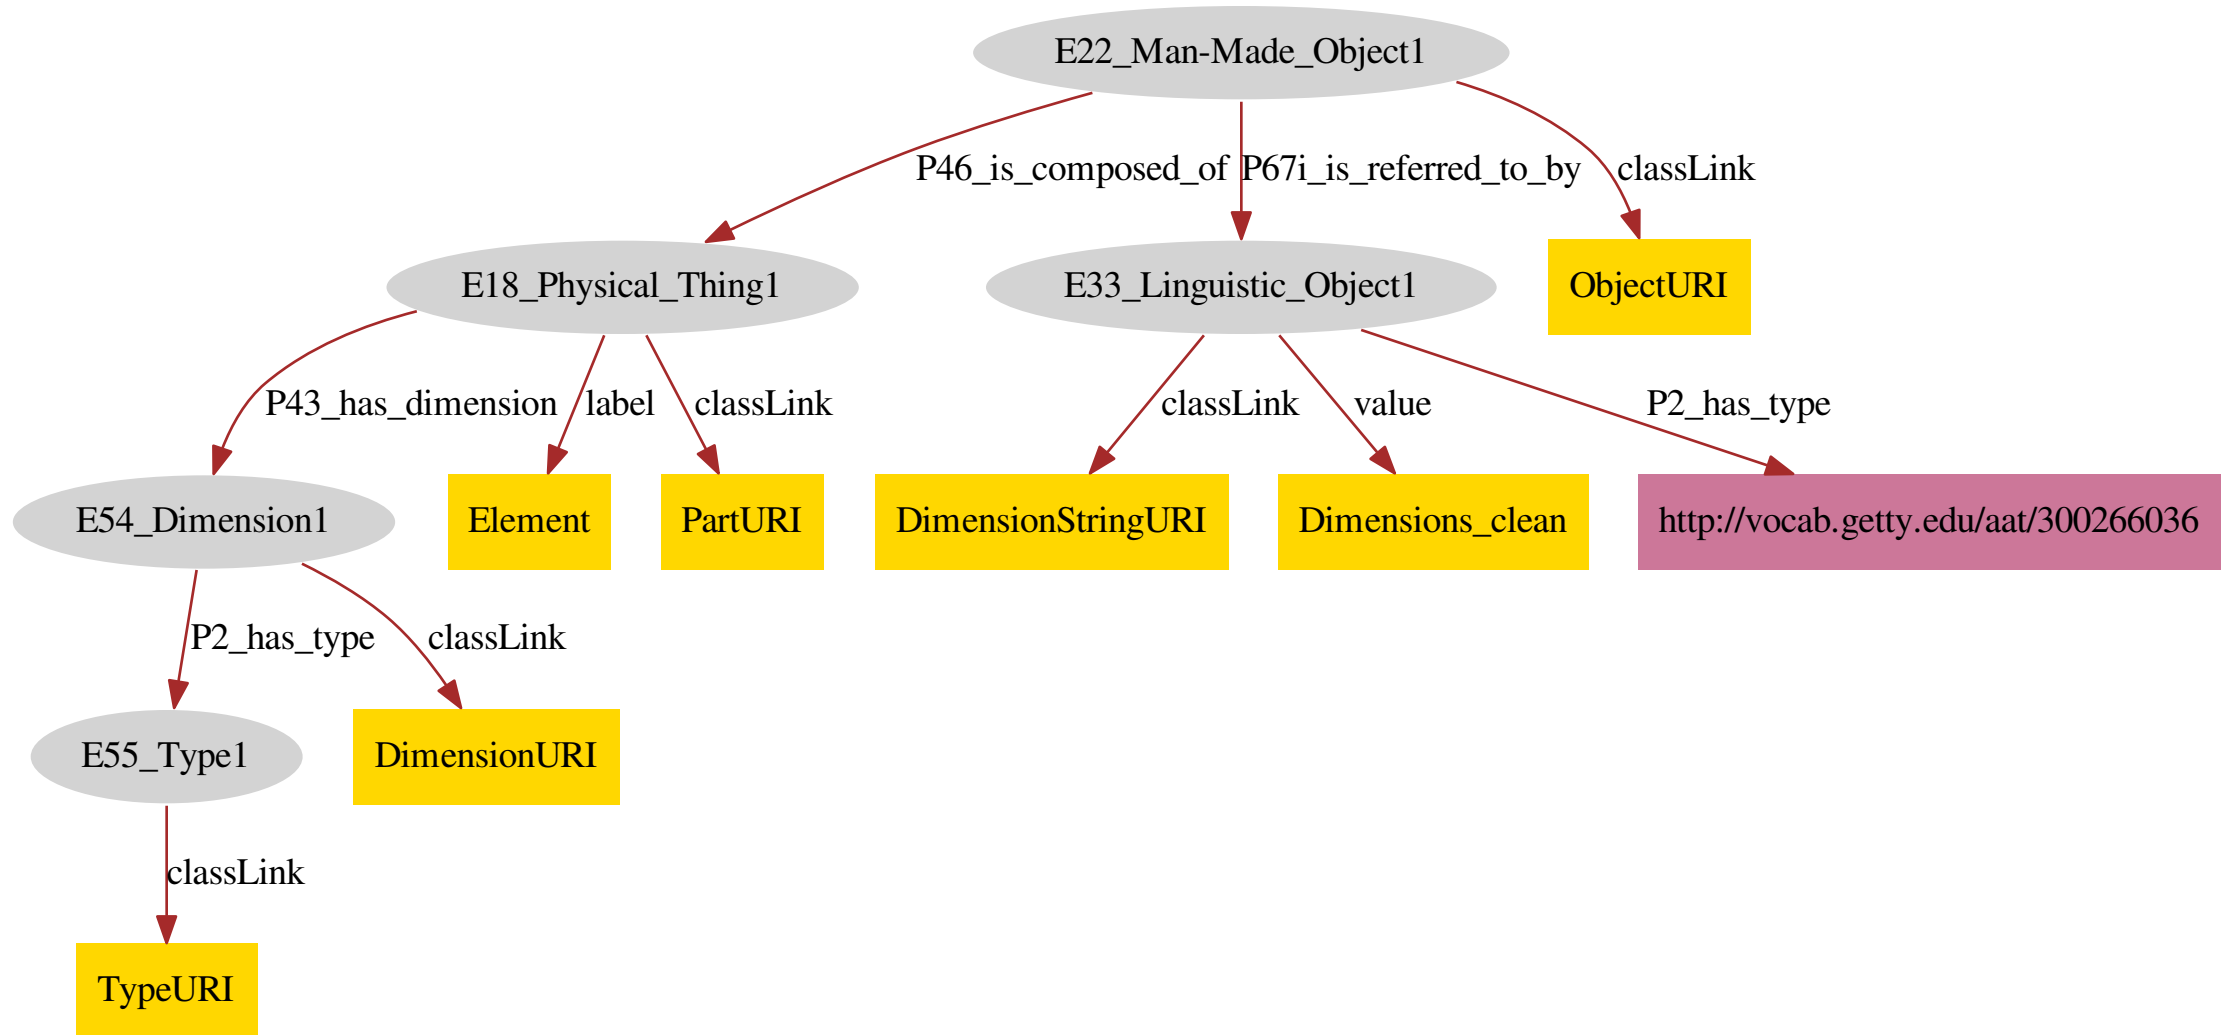 E22_Man-Made_Object1
P46_is_composed_of
P67i_is_referred_to_by
classLink
E18_Physical_Thing1
E33_Linguistic_Object1
ObjectURI
P43_has_dimension
label
classLink
classLink
value
P2_has_type
E54_Dimension1
Element
PartURI
DimensionStringURI
Dimensions_clean
http://vocab.getty.edu/aat/300266036
P2_has_type
classLink
E55_Type1
DimensionURI
classLink
TypeURI